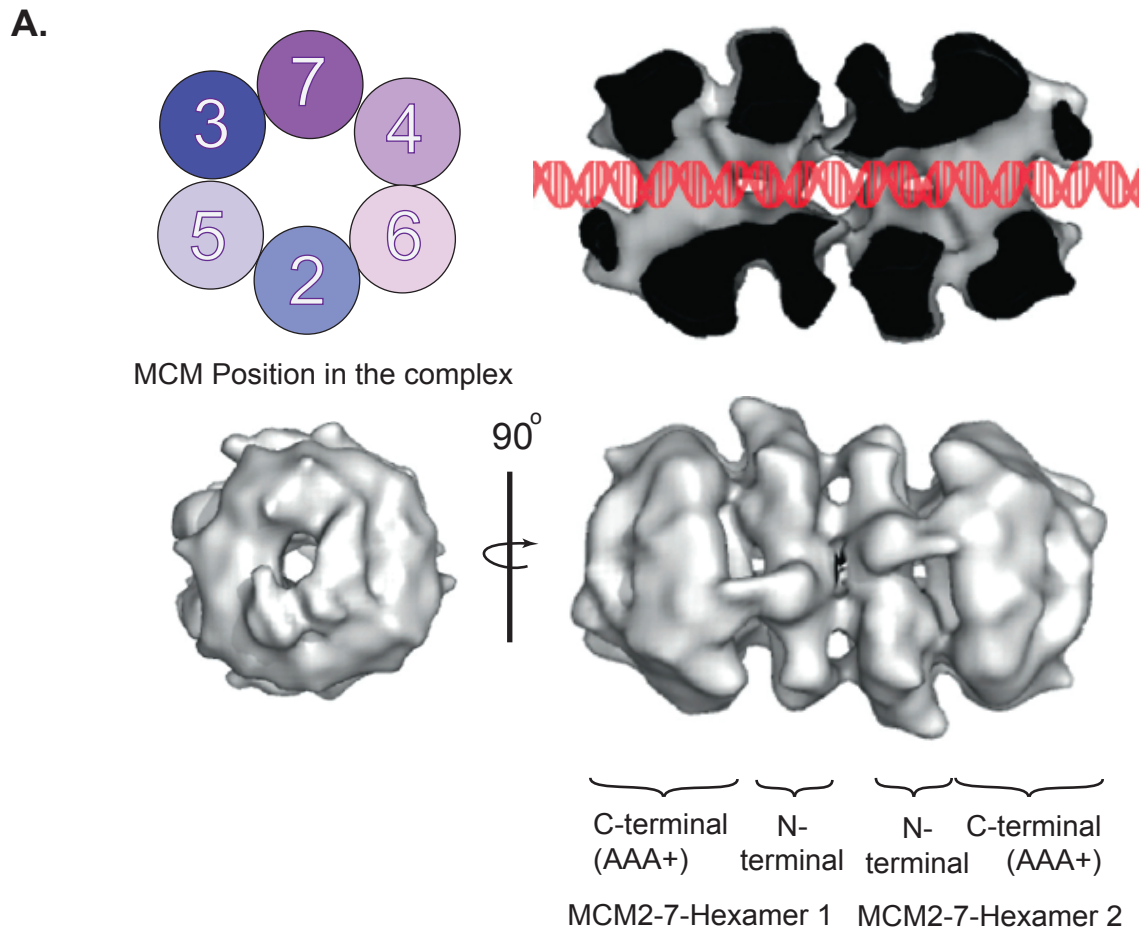 A.
7
3
4
5
6
2
MCM Position in the complex
90o
C-terminal
(AAA+)
N-
terminal
N-
terminal
C-terminal
(AAA+)
MCM2-7-Hexamer 1
MCM2-7-Hexamer 2